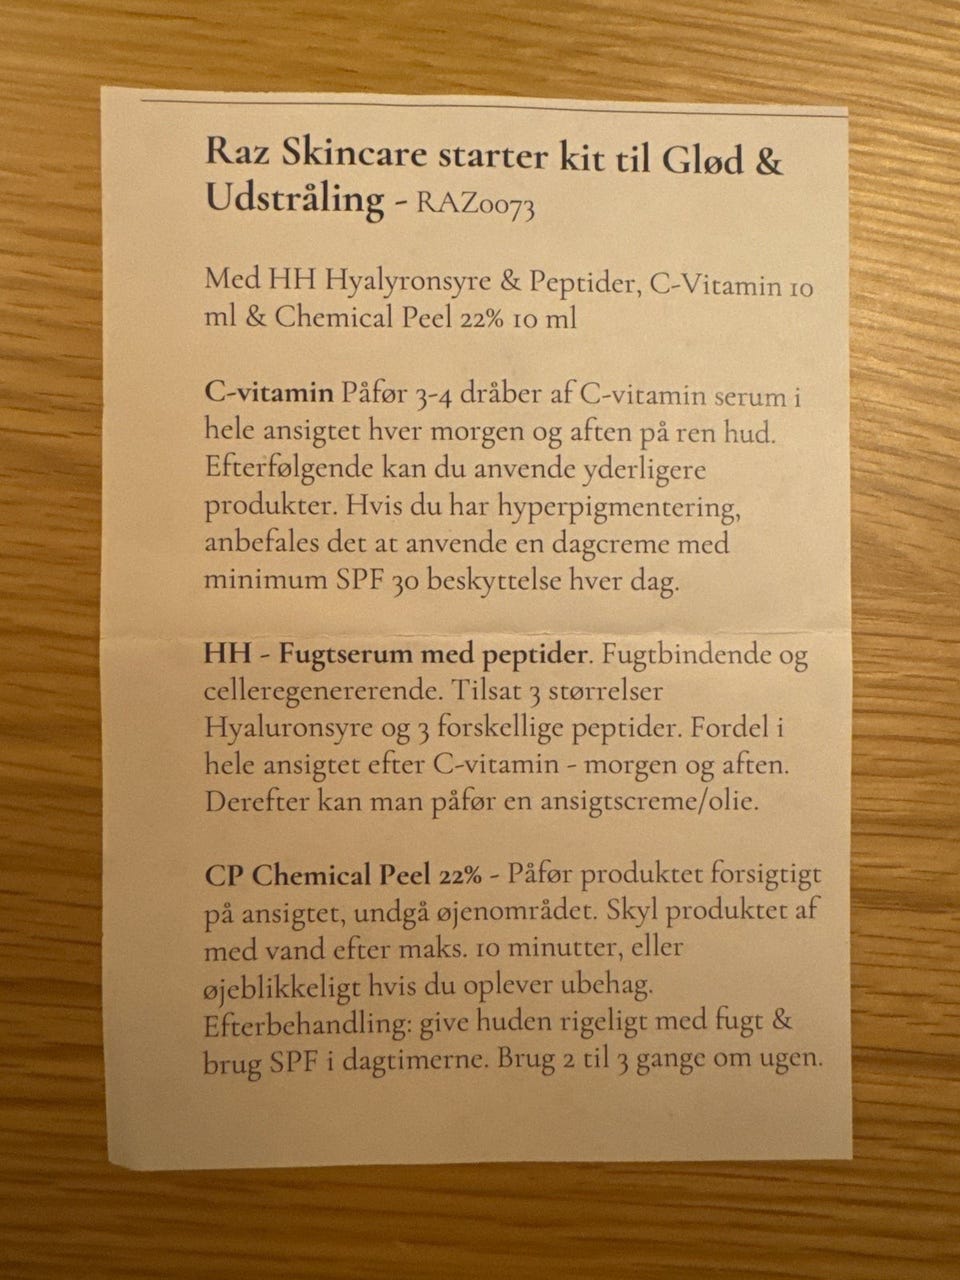 Raz Skincare starter kit til Glød &
Udstråling - RAZ0073
Med HH Hyalyronsyre & Peptider, C-Vitamin 10
ml & Chemical Peel 22% 10 ml
C-vitamin Påfør 3-4 dråber af C-vitamin serum i
hele ansigtet hver morgen og aften på ren hud.
Efterfølgende kan du anvende yderligere
produkter. Hvis du har hyperpigmentering,
anbefales det at anvende en dagcreme med
minimum SPF 30 beskyttelse hver dag.
HH - Fugtserum med peptider. Fugtbindende og
celleregenererende. Tilsat 3 størrelser
Hyaluronsyre og 3 forskellige peptider. Fordel i
hele ansigtet efter C-vitamin - morgen og aften.
Derefter kan man påfør en ansigtscreme/olie.
CP Chemical Peel 22% - Påfør produktet forsigtigt
på ansigtet, undgå øjenområdet. Skyl produktet af
med vand efter maks. 10 minutter, eller
øjeblikkeligt hvis du oplever ubehag.
Efterbehandling: give huden rigeligt med fugt &
brug SPF i dagtimerne. Brug 2 til 3 gange om ugen.